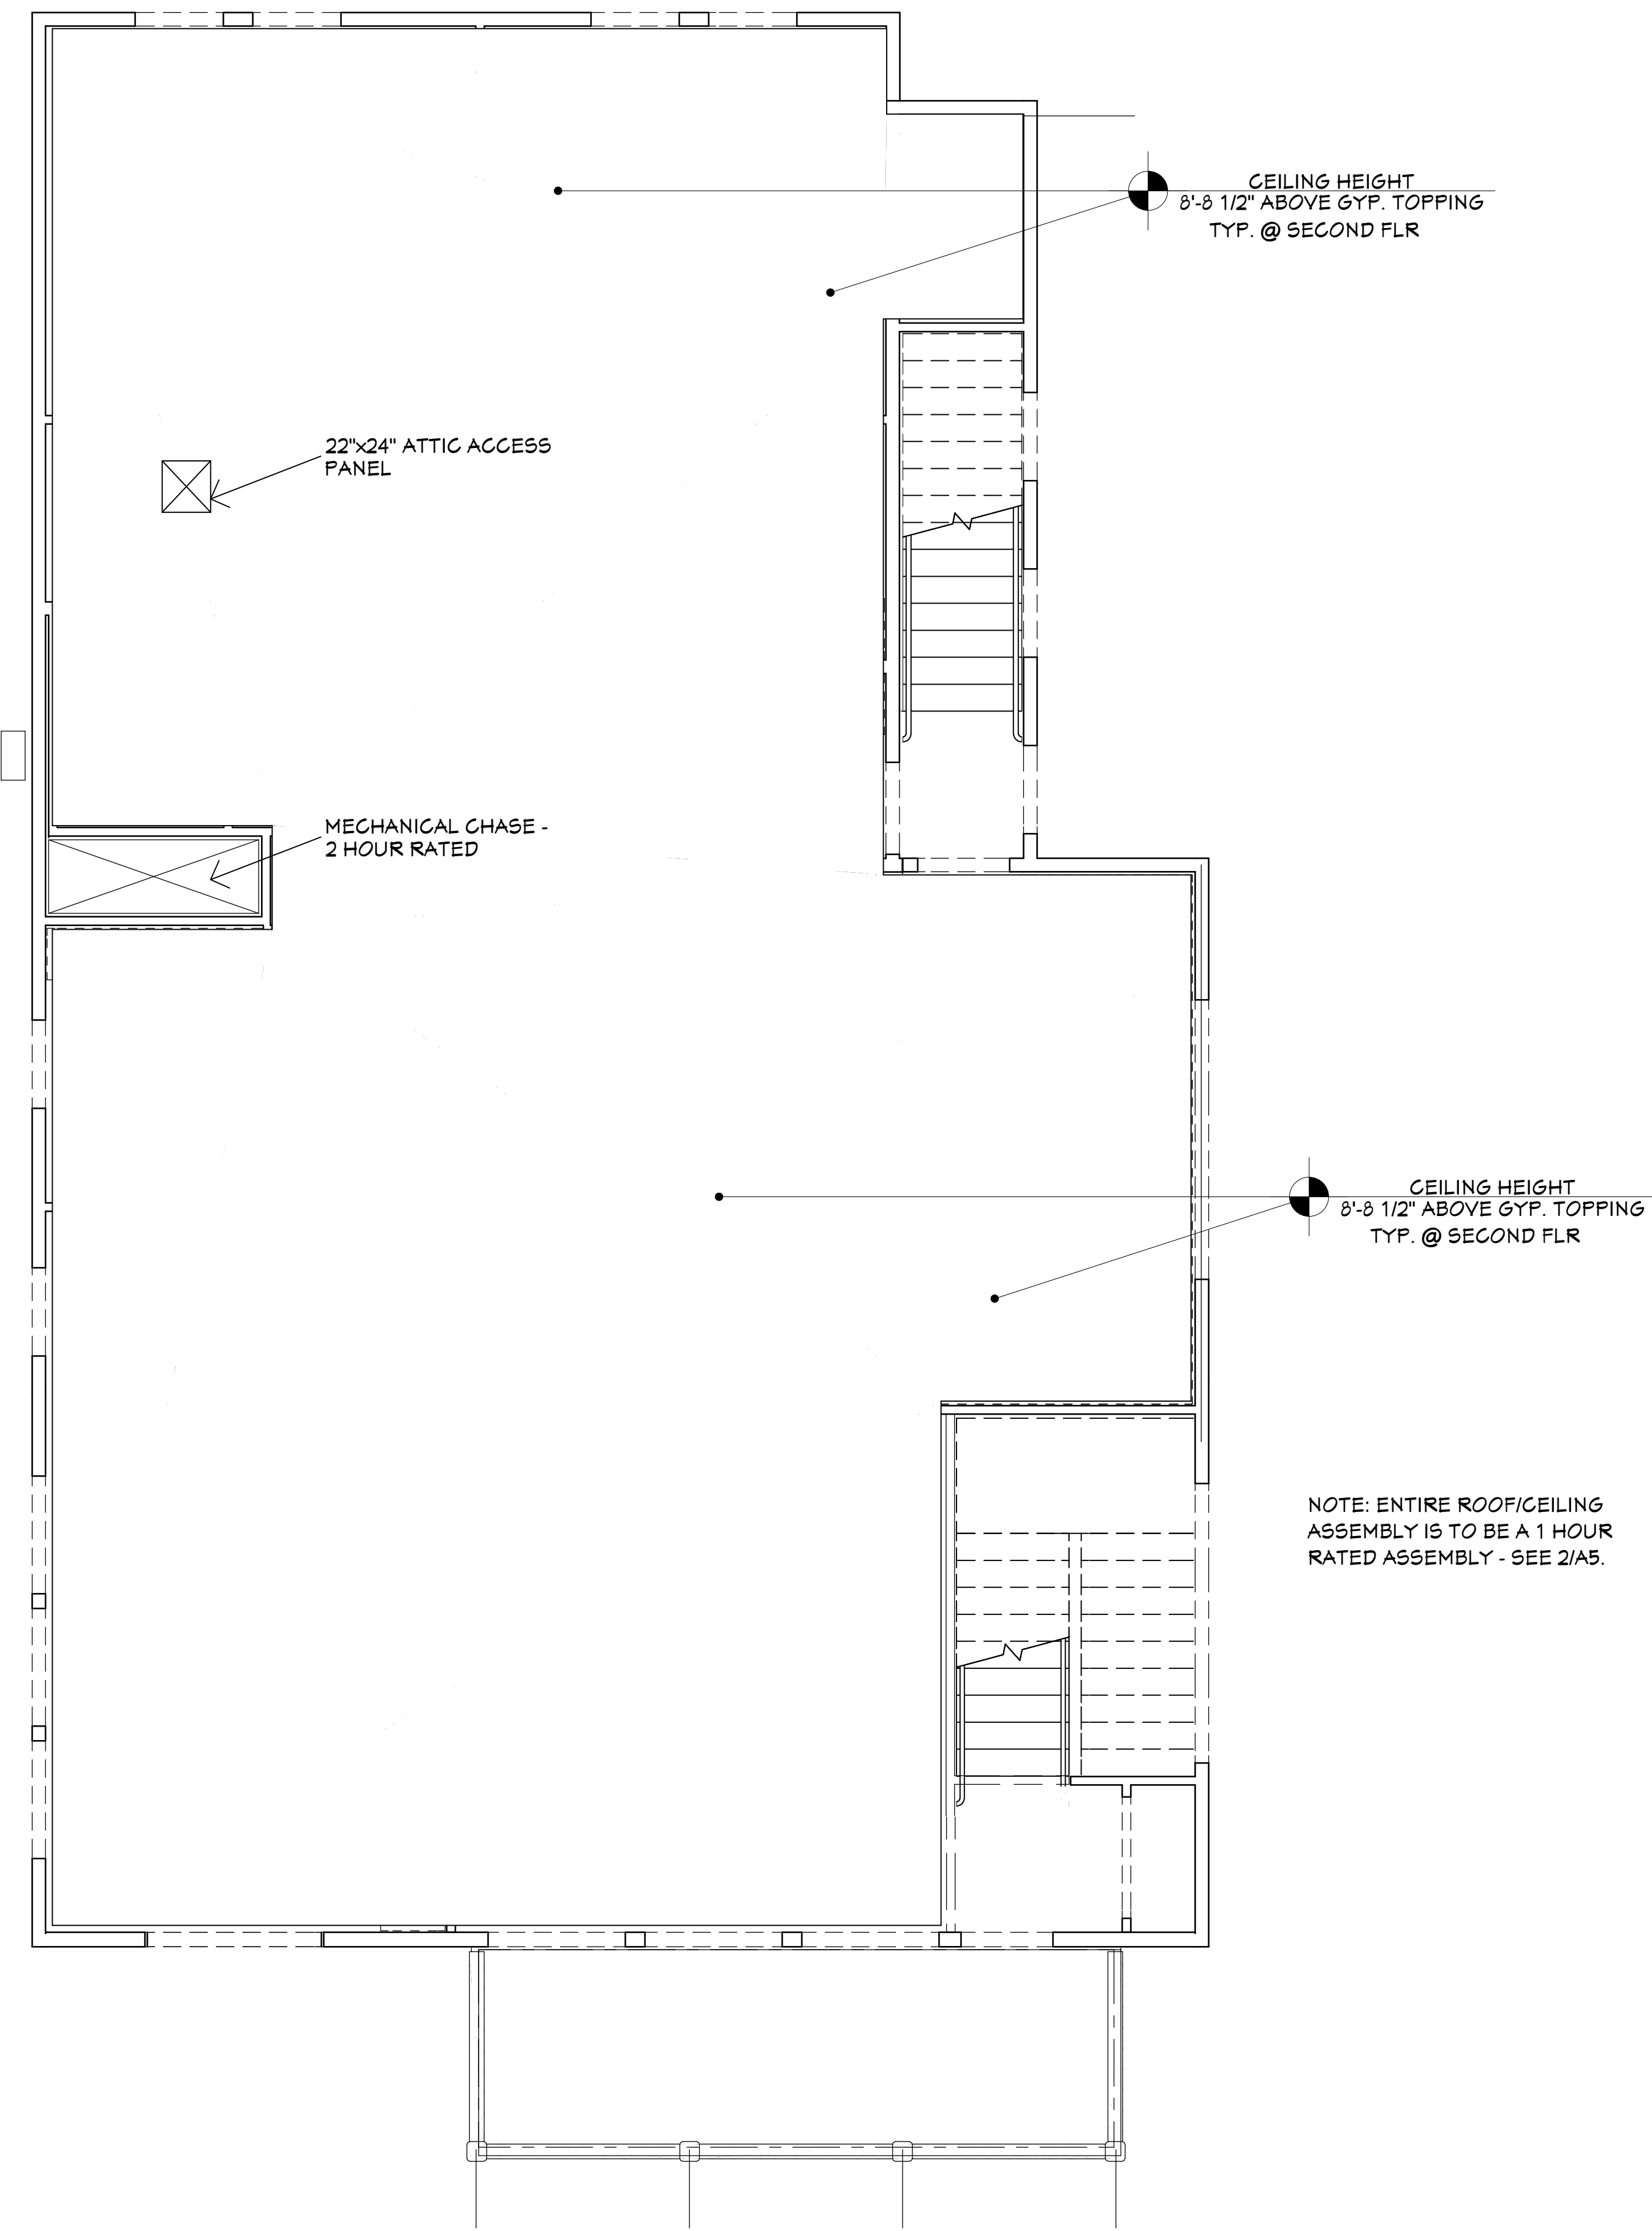 CEILING HEIGHT
8'-8 1/2" ABOVE GYP. TOPPING
TYP. @ SECOND FLR
22"x24" ATTIC ACCESS
PANEL
MECHANICAL CHASE -
2 HOUR RATED
CEILING HEIGHT
8'-8 1/2" ABOVE GYP. TOPPING
TYP. @ SECOND FLR
NOTE: ENTIRE ROOF/CEILING
ASSEMBLY IS TO BE A 1 HOUR
RATED ASSEMBLY - SEE 2/A5.